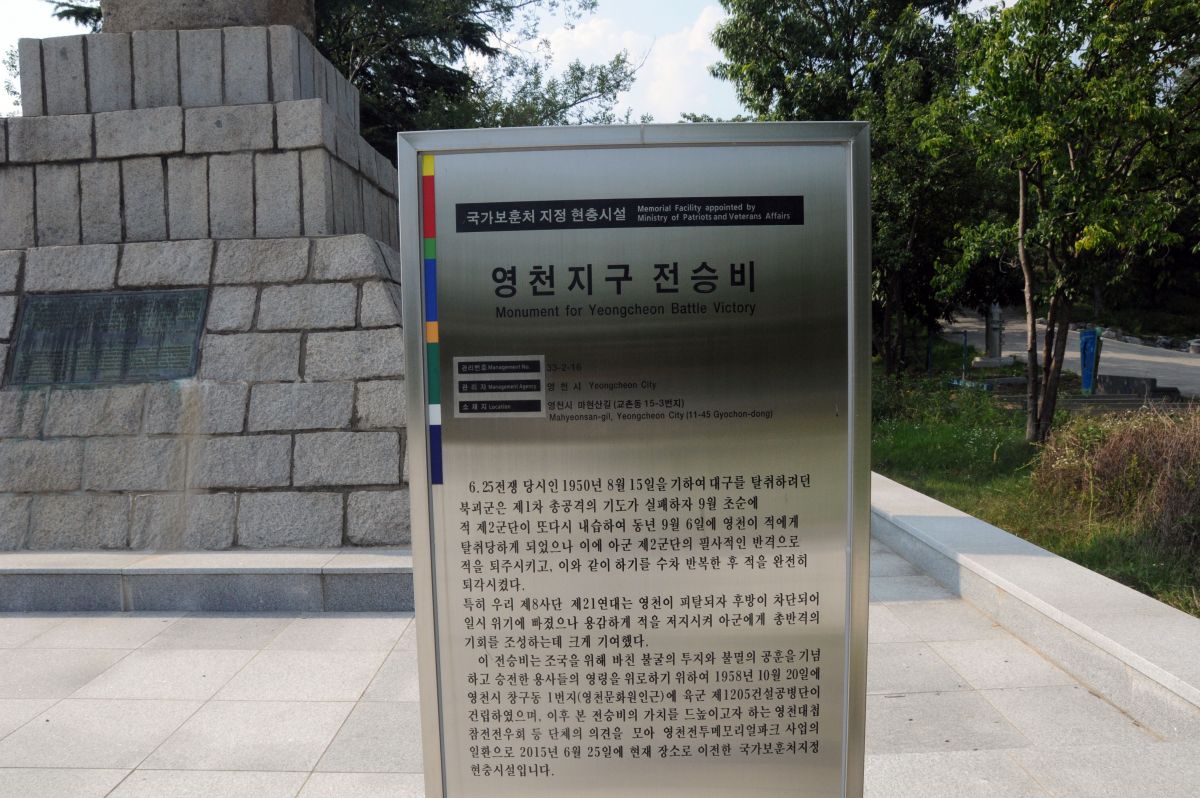 국가보훈처 지정 현충시설 Memorial Facility appointed by
Ministry of Patriots and Veterans Affairs
영천지구 전승비
Monument for Yeongcheon Battle Victory
관리번호 Management No. 33-2-16
관 리 자 Management Agency 영 천 시 Yeongcheon City
소 재 지 Location 영천시 마현산길 (교촌동 15-3번지)
Mahyeonsan-gil, Yeongcheon City (11-45 Gyochon-dong)
6.25전쟁 당시인 1950년 8월 15일을 기하여 대구를 탈취하려던
북괴군은 제1차 총공격의 기도가 실패하자 9월 초순에
적 제2군단이 또다시 내습하여 동년 9월 6일에 영천이 적에게
탈취당하게 되었으나 이에 아군 제2군단의 필사적인 반격으로
적을 퇴주시키고, 이와 같이 하기를 수차 반복한 후 적을 완전히
퇴각시켰다.
특히 우리 제8사단 제21연대는 영천이 피탈되자 후방이 차단되어
일시 위기에 빠졌으나 용감하게 적을 저지시켜 아군에게 총반격의
기회를 조성하는데 크게 기여했다.
이 전승비는 조국을 위해 바친 불굴의 투지와 불멸의 공훈을 기념
하고 승전한 용사들의 영령을 위로하기 위하여 1958년 10월 20일에
영천시 창구동 1번지(영천문화원인근)에 육군 제1205건설공병단이
건립하였으며, 이후 본 전승비의 가치를 드높이고자 하는 영천대첩
참전전우회 등 단체의 의견을 모아 영천전투메모리얼파크 사업의
일환으로 2015년 6월 25일에 현재 장소로 이전한 국가보훈처지정
현충시설입니다.